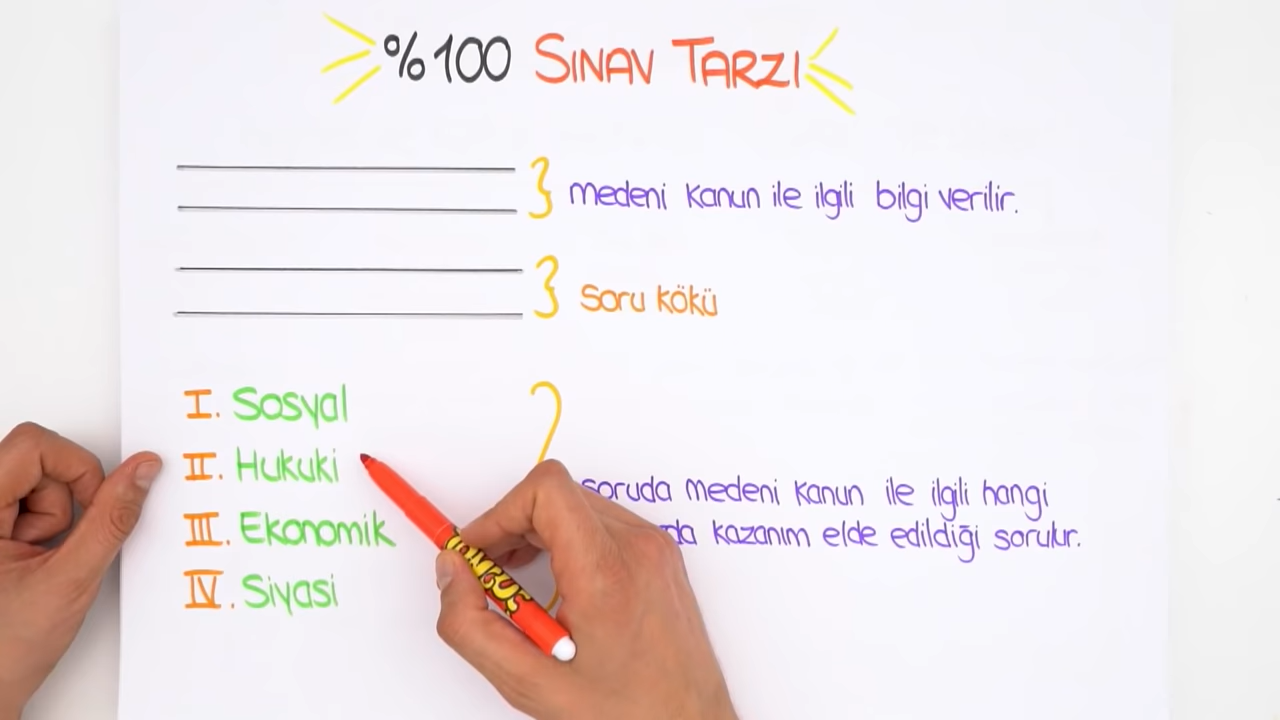 %100 SINAV TARZI
medeni kanun ile ilgili bilgi verilir.
Soru kökü
I. Sosyal
II. Hukuki
III. Ekonomik
IV. Siyasi
soruda medeni kanun ile ilgili hangi
kazanım elde edildiği sorulur.